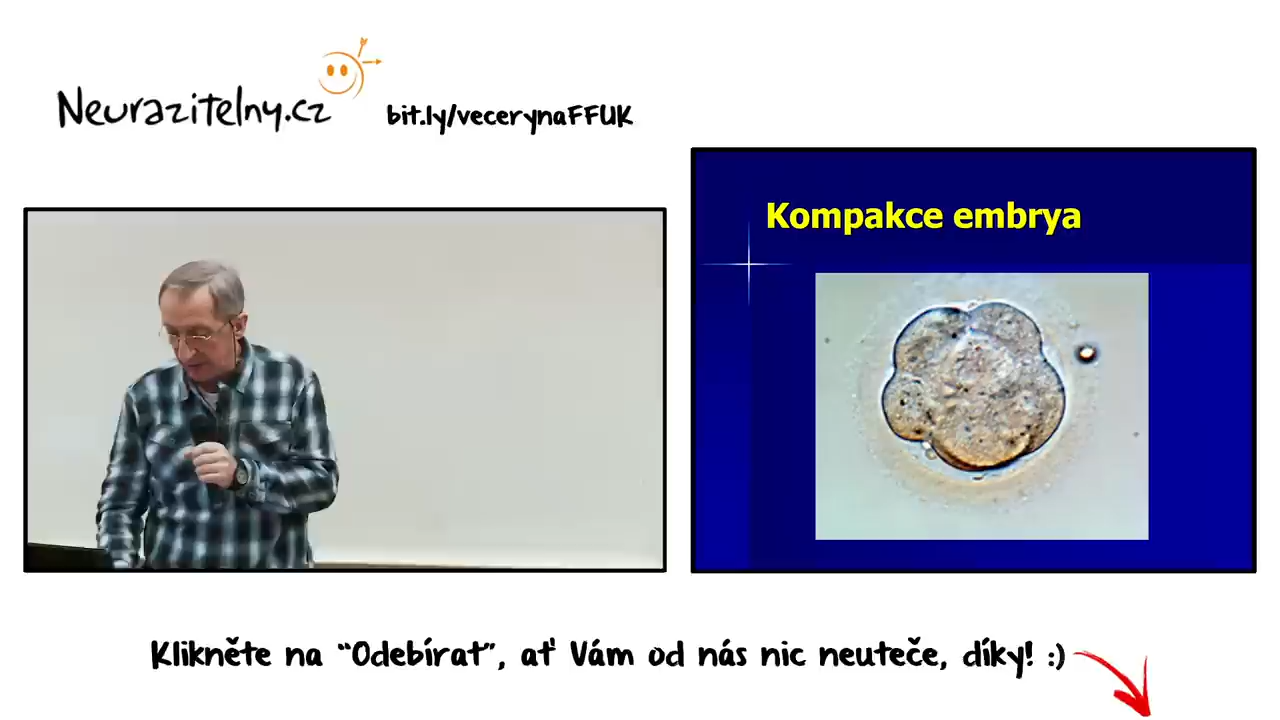 Neurazitelny.cz
bit.ly/vecerynaFFUK
Kompakce embrya
Klikněte na “Odebírat”, ať Vám od nás nic neuteče, díky! :)